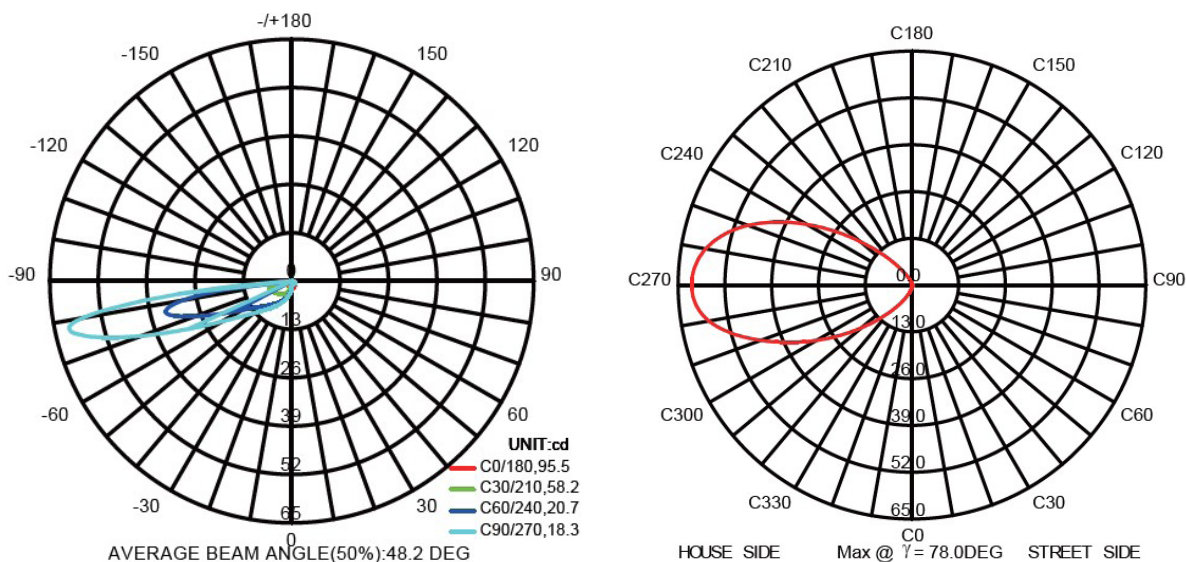 -/+180
-150
150
-120
120
-90
90
-60
60
-30
30
0
0
13
26
39
52
65
UNIT:cd
C0/180,95.5
C30/210,58.2
C60/240,20.7
C90/270,18.3
AVERAGE BEAM ANGLE(50%):48.2 DEG
C180
C210
C150
C240
C120
C270
C90
C300
C60
C330
C30
C0
0.0
13.0
26.0
39.0
52.0
65.0
HOUSE SIDE
Max @ γ = 78.0DEG
STREET SIDE